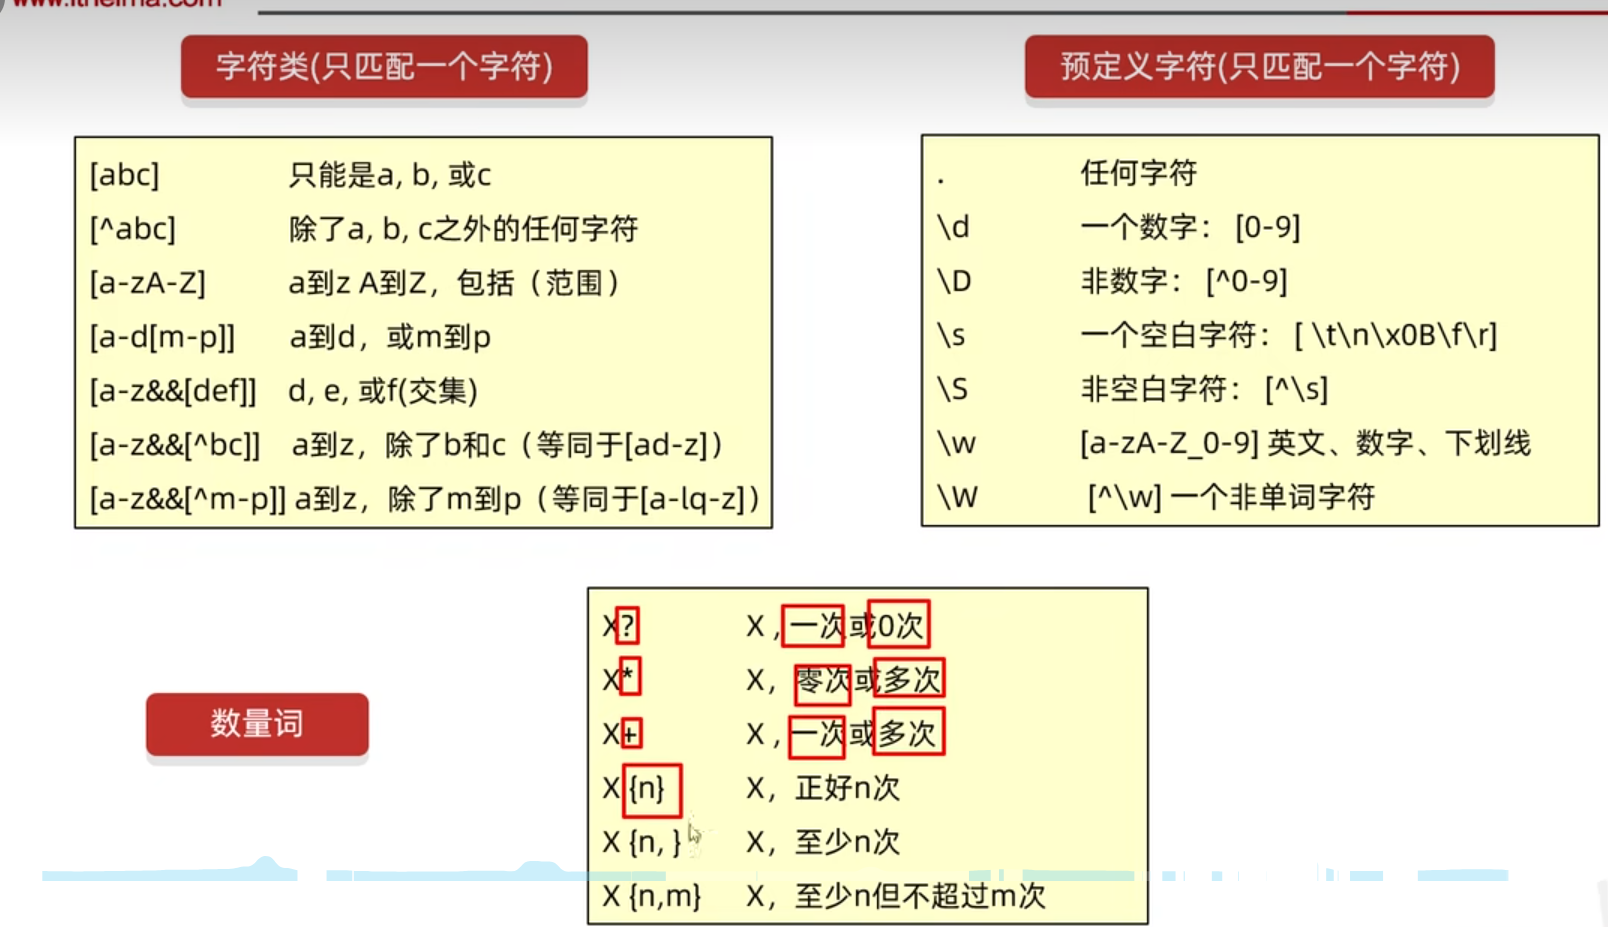 www.itheima.com
字符类(只匹配一个字符)
[abc] 只能是a, b, 或c
[^abc] 除了a, b, c之外的任何字符
[a-zA-Z] a到z A到Z，包括（范围）
[a-d[m-p]] a到d，或m到p
[a-z&&[def]] d, e, 或f(交集)
[a-z&&[^bc]] a到z，除了b和c（等同于[ad-z]）
[a-z&&[^m-p]] a到z，除了m到p（等同于[a-lq-z]）
预定义字符(只匹配一个字符)
. 任何字符
\d 一个数字： [0-9]
\D 非数字： [^0-9]
\s 一个空白字符： [ \t\n\x0B\f\r]
\S 非空白字符： [^\s]
\w [a-zA-Z_0-9] 英文、数字、下划线
\W [^\w] 一个非单词字符
数量词
X? X , 一次或0次
X* X，零次或多次
X+ X , 一次或多次
X {n} X，正好n次
X {n, } X，至少n次
X {n,m} X，至少n但不超过m次